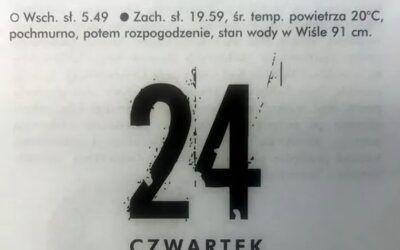 ○ Wsch. sł. 5.49 ● Zach. sł. 19.59, śr. temp. powietrza 20°C,
pochmurno, potem rozpogodzenie, stan wody w Wiśle 91 cm.
24
CZWARTEK